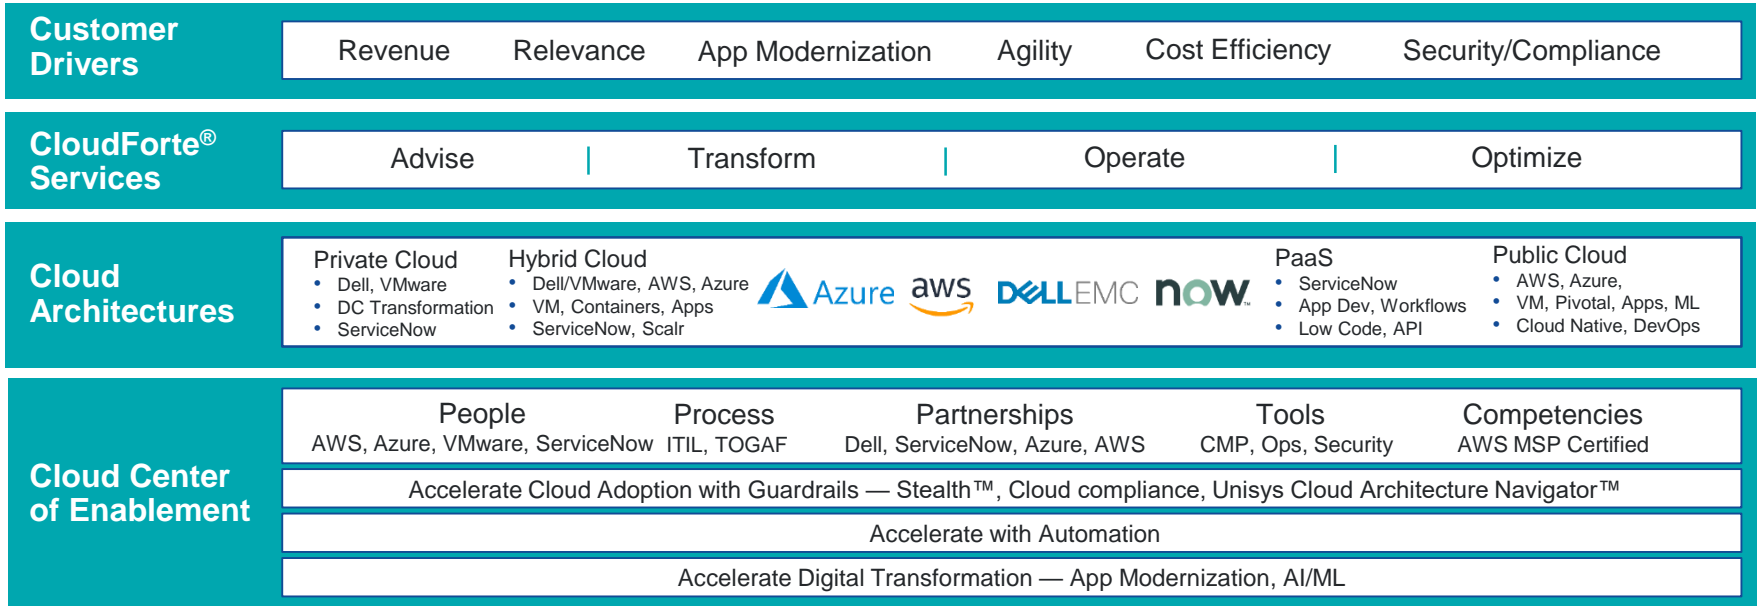 Customer
Drivers
Revenue Relevance App Modernization Agility Cost Efficiency Security/Compliance
CloudForte®
Services
Advise | Transform | Operate | Optimize
Cloud
Architectures
Private Cloud
• Dell, VMware
• DC Transformation
• ServiceNow
Hybrid Cloud
• Dell/VMware, AWS, Azure
• VM, Containers, Apps
• ServiceNow, Scalr
Azure
aws
DELLEMC
now
PaaS
• ServiceNow
• App Dev, Workflows
• Low Code, API
Public Cloud
• AWS, Azure,
• VM, Pivotal, Apps, ML
• Cloud Native, DevOps
Cloud Center
of Enablement
People
AWS, Azure, VMware, ServiceNow
Process
ITIL, TOGAF
Partnerships
Dell, ServiceNow, Azure, AWS
Tools
CMP, Ops, Security
Competencies
AWS MSP Certified
Accelerate Cloud Adoption with Guardrails — Stealth™, Cloud compliance, Unisys Cloud Architecture Navigator™
Accelerate with Automation
Accelerate Digital Transformation — App Modernization, AI/ML